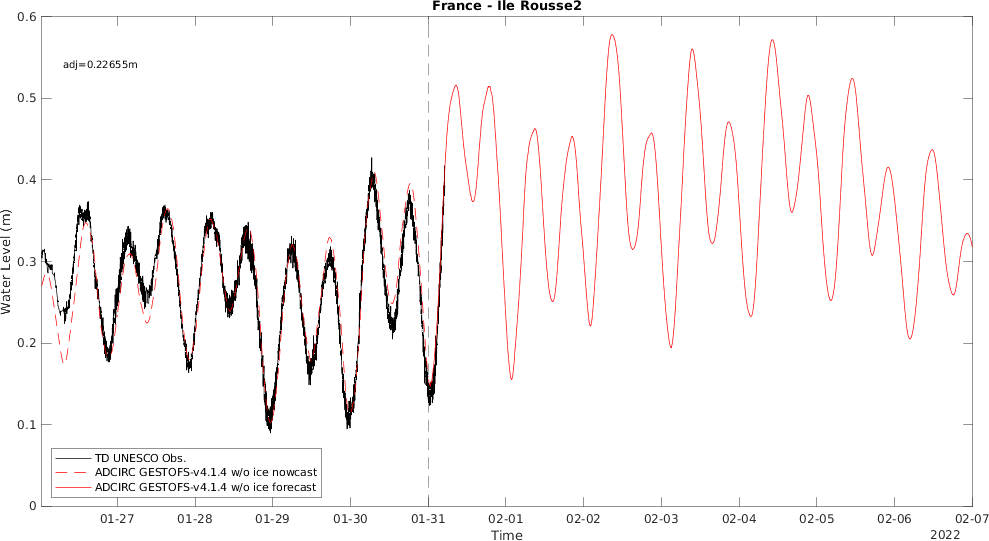 France - Ile Rousse2
0.6
0.5
0.4
0.3
0.2
0.1
0
Water Level (m)
adj=0.22655m
TD UNESCO Obs.
ADCIRC GESTOFS-v4.1.4 w/o ice nowcast
ADCIRC GESTOFS-v4.1.4 w/o ice forecast
01-27 01-28 01-29 01-30 01-31 02-01 02-02 02-03 02-04 02-05 02-06 02-07
Time
2022